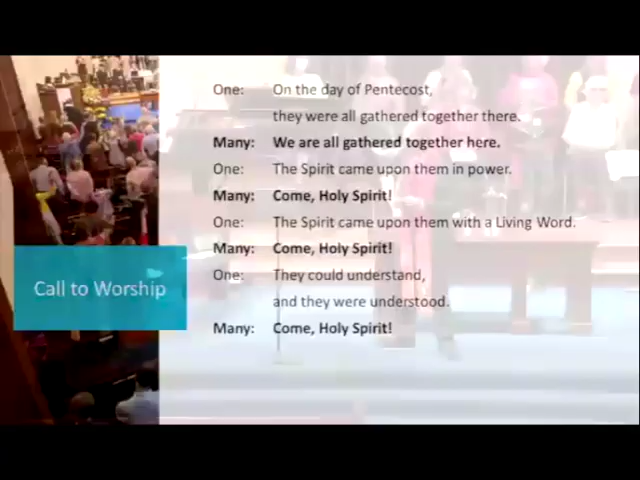 One: On the day of Pentecost,
they were all gathered together there.
Many: We are all gathered together here.
One: The Spirit came upon them in power.
Many: Come, Holy Spirit!
One: The Spirit came upon them with a Living Word.
Many: Come, Holy Spirit!
One: They could understand,
and they were understood.
Many: Come, Holy Spirit!
Call to Worship